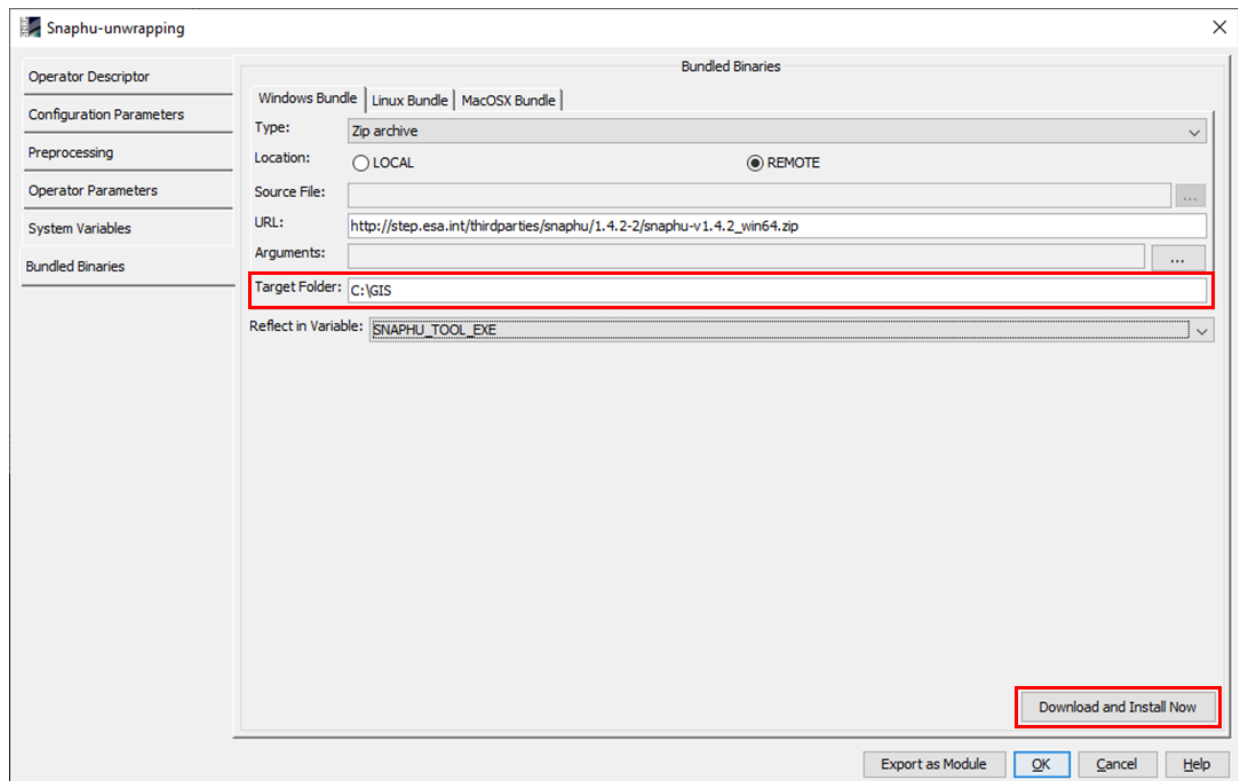 Snaphu-unwrapping
Operator Descriptor
Configuration Parameters
Preprocessing
Operator Parameters
System Variables
Bundled Binaries
Bundled Binaries
Windows Bundle Linux Bundle MacOSX Bundle
Type: Zip archive
Location: LOCAL REMOTE
Source File: ...
URL: http://step.esa.int/thirdparties/snaphu/1.4.2-2/snaphu-v1.4.2_win64.zip
Arguments: ...
Target Folder: C:\GIS
Reflect in Variable: SNAPHU_TOOL_EXE
Download and Install Now
Export as Module OK Cancel Help